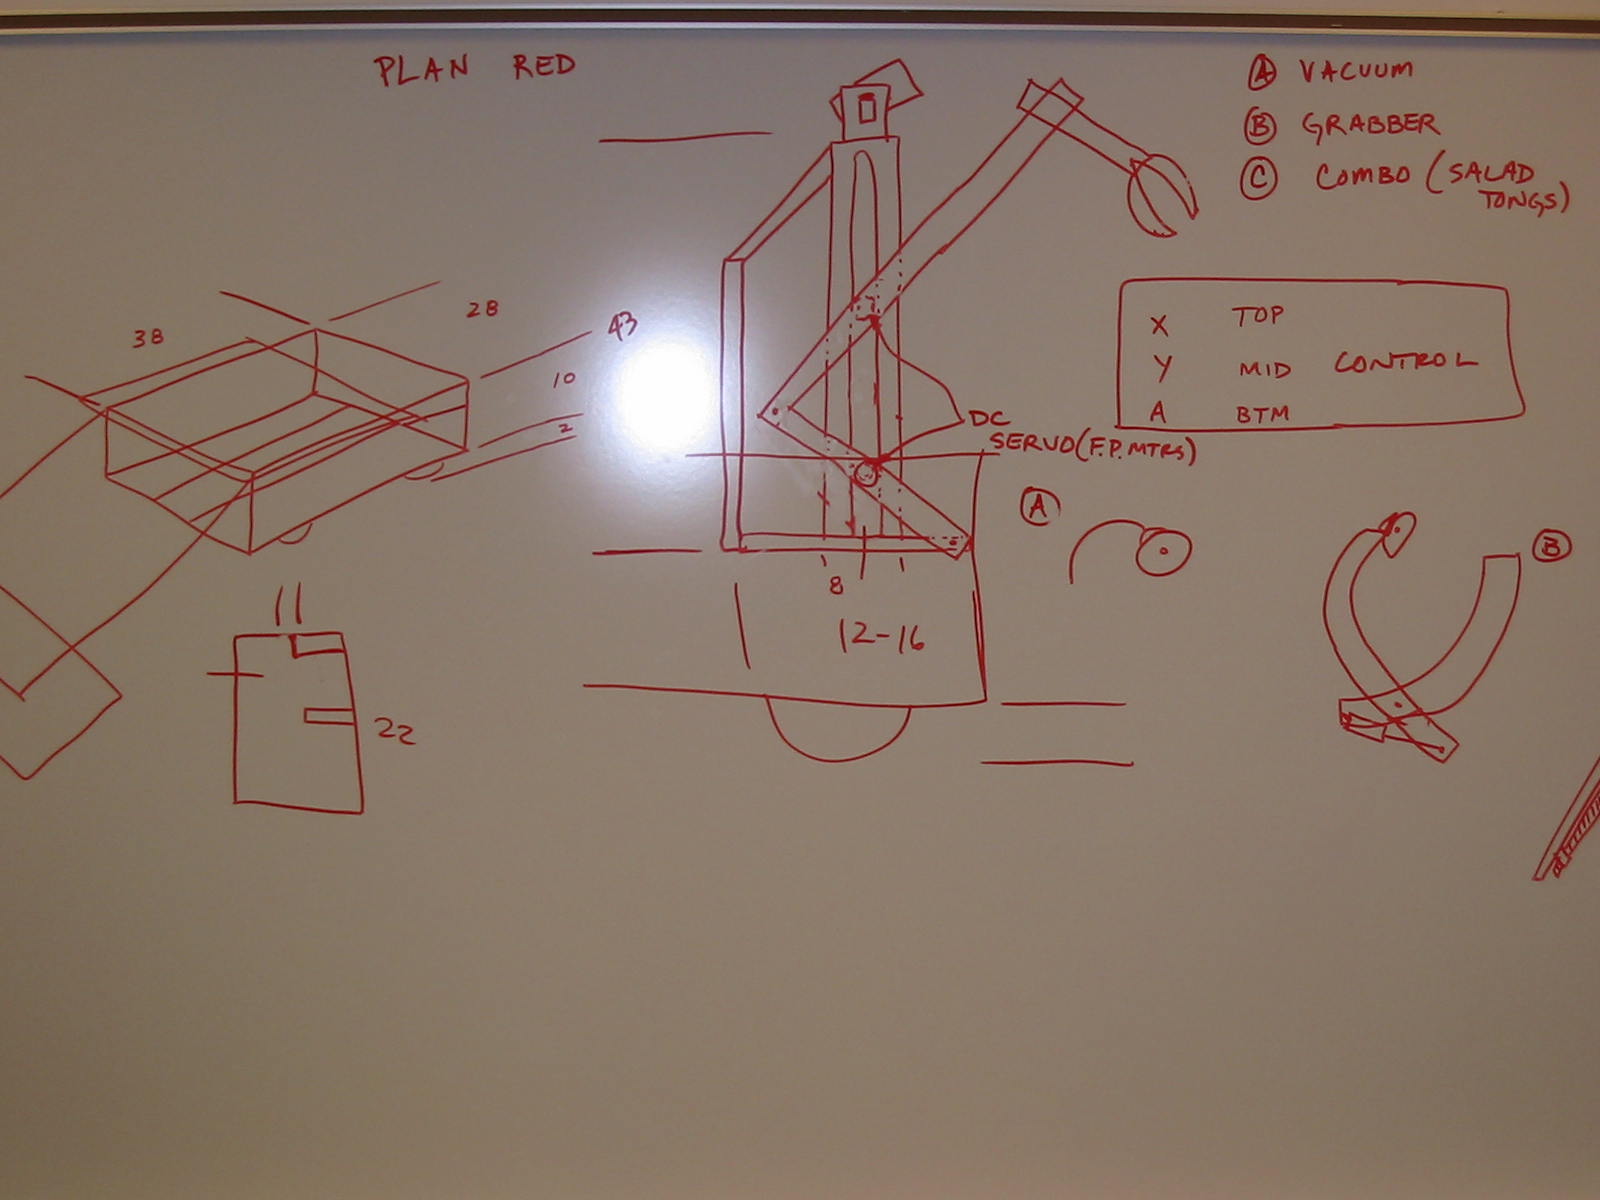 PLAN RED
A VACUUM
B GRABBER
C COMBO (SALAD
TONGS)
38
28
43
10
2
X TOP
Y MID CONTROL
A BTM
DC
SERVO (F.P. MTRS)
A
B
8
12-16
11
22